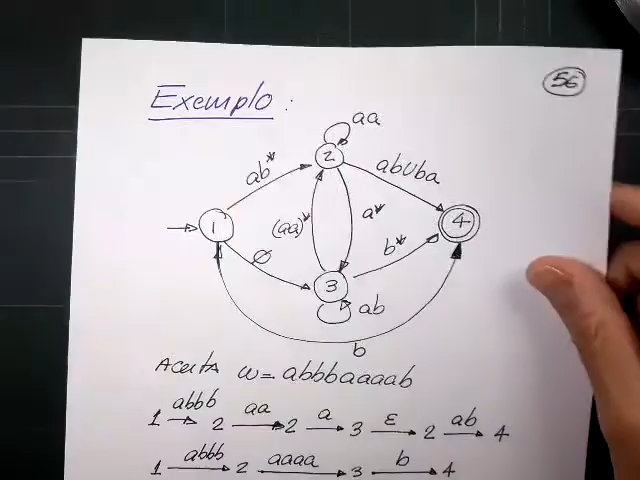 56
Exemplo:
aa
2
ab*
abUba
1
(aa)*
a*
4
∅
b*
3
ab
b
Aceita w = abbbaaaab
1 abbb→ 2 aa→ 2 a→ 3 ε→ 2 ab→ 4
1 abbb→ 2 aaaa→ 3 b→ 4